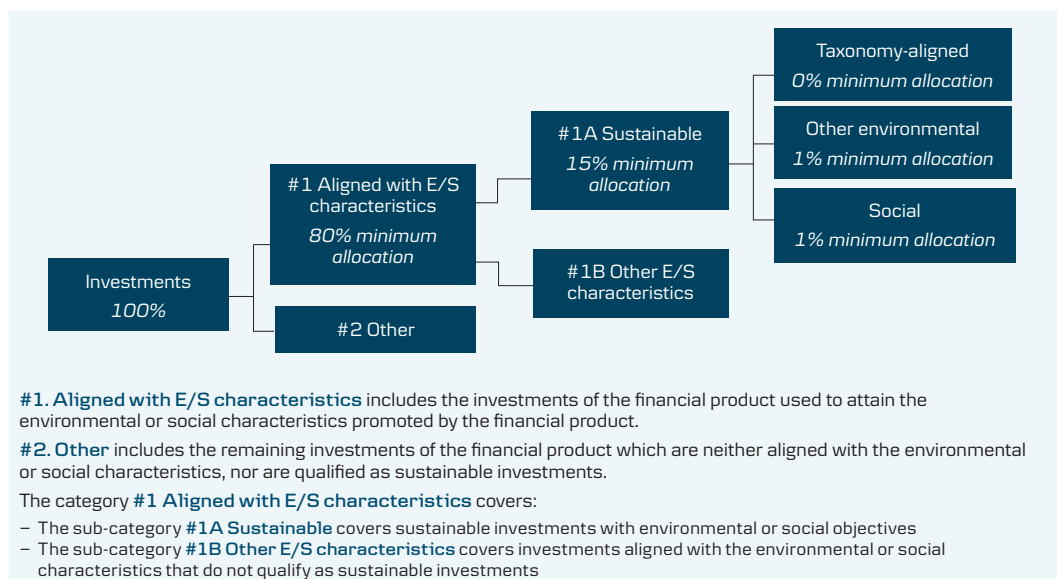 Taxonomy-aligned
0% minimum allocation
#1A Sustainable
15% minimum
allocation
Other environmental
1% minimum allocation
#1 Aligned with E/S
characteristics
80% minimum
allocation
Social
1% minimum allocation
Investments
100%
#1B Other E/S
characteristics
#2 Other
#1. Aligned with E/S characteristics includes the investments of the financial product used to attain the
environmental or social characteristics promoted by the financial product.
#2. Other includes the remaining investments of the financial product which are neither aligned with the environmental
or social characteristics, nor are qualified as sustainable investments.
The category #1 Aligned with E/S characteristics covers:
– The sub-category #1A Sustainable covers sustainable investments with environmental or social objectives
– The sub-category #1B Other E/S characteristics covers investments aligned with the environmental or social
characteristics that do not qualify as sustainable investments